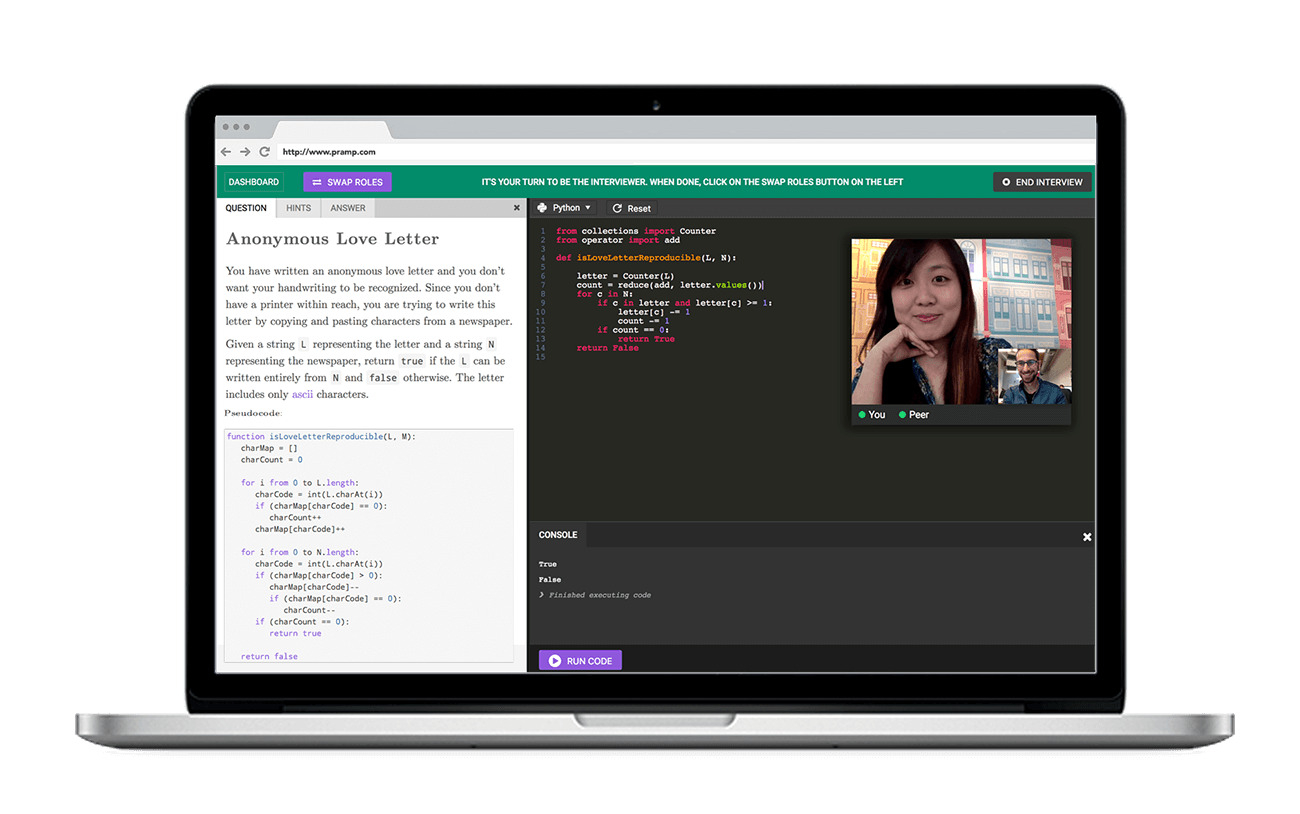 http://www.pramp.com
DASHBOARD
SWAP ROLES
IT'S YOUR TURN TO BE THE INTERVIEWER. WHEN DONE, CLICK ON THE SWAP ROLES BUTTON ON THE LEFT
END INTERVIEW
QUESTION HINTS ANSWER
Anonymous Love Letter
You have written an anonymous love letter and you don't
want your handwriting to be recognized. Since you don't
have a printer within reach, you are trying to write this
letter by copying and pasting characters from a newspaper.
Given a string L representing the letter and a string N
representing the newspaper, return true if the L can be
written entirely from N and false otherwise. The letter
includes only ascii characters.
Pseudocode:
function isLoveLetterReproducible(L, M):
charMap = []
charCount = 0
for i from 0 to L.length:
charCode = int(L.charAt(i))
if (charMap[charCode] == 0):
charCount++
charMap[charCode]++
for i from 0 to N.length:
charCode = int(L.charAt(i))
if (charMap[charCode] > 0):
charMap[charCode]--
if (charMap[charCode] == 0):
charCount--
if (charCount == 0):
return true
return false
Python Reset
1 from collections import Counter
2 from operator import add
3
4 def isLoveLetterReproducible(L, N):
5
6 letter = Counter(L)
7 count = reduce(add, letter.values())
8 for c in N:
9 if c in letter and letter[c] >= 1:
10 letter[c] -= 1
11 count -= 1
12 if count == 0:
13 return True
14 return False
15
You Peer
CONSOLE
True
False
Finished executing code
RUN CODE